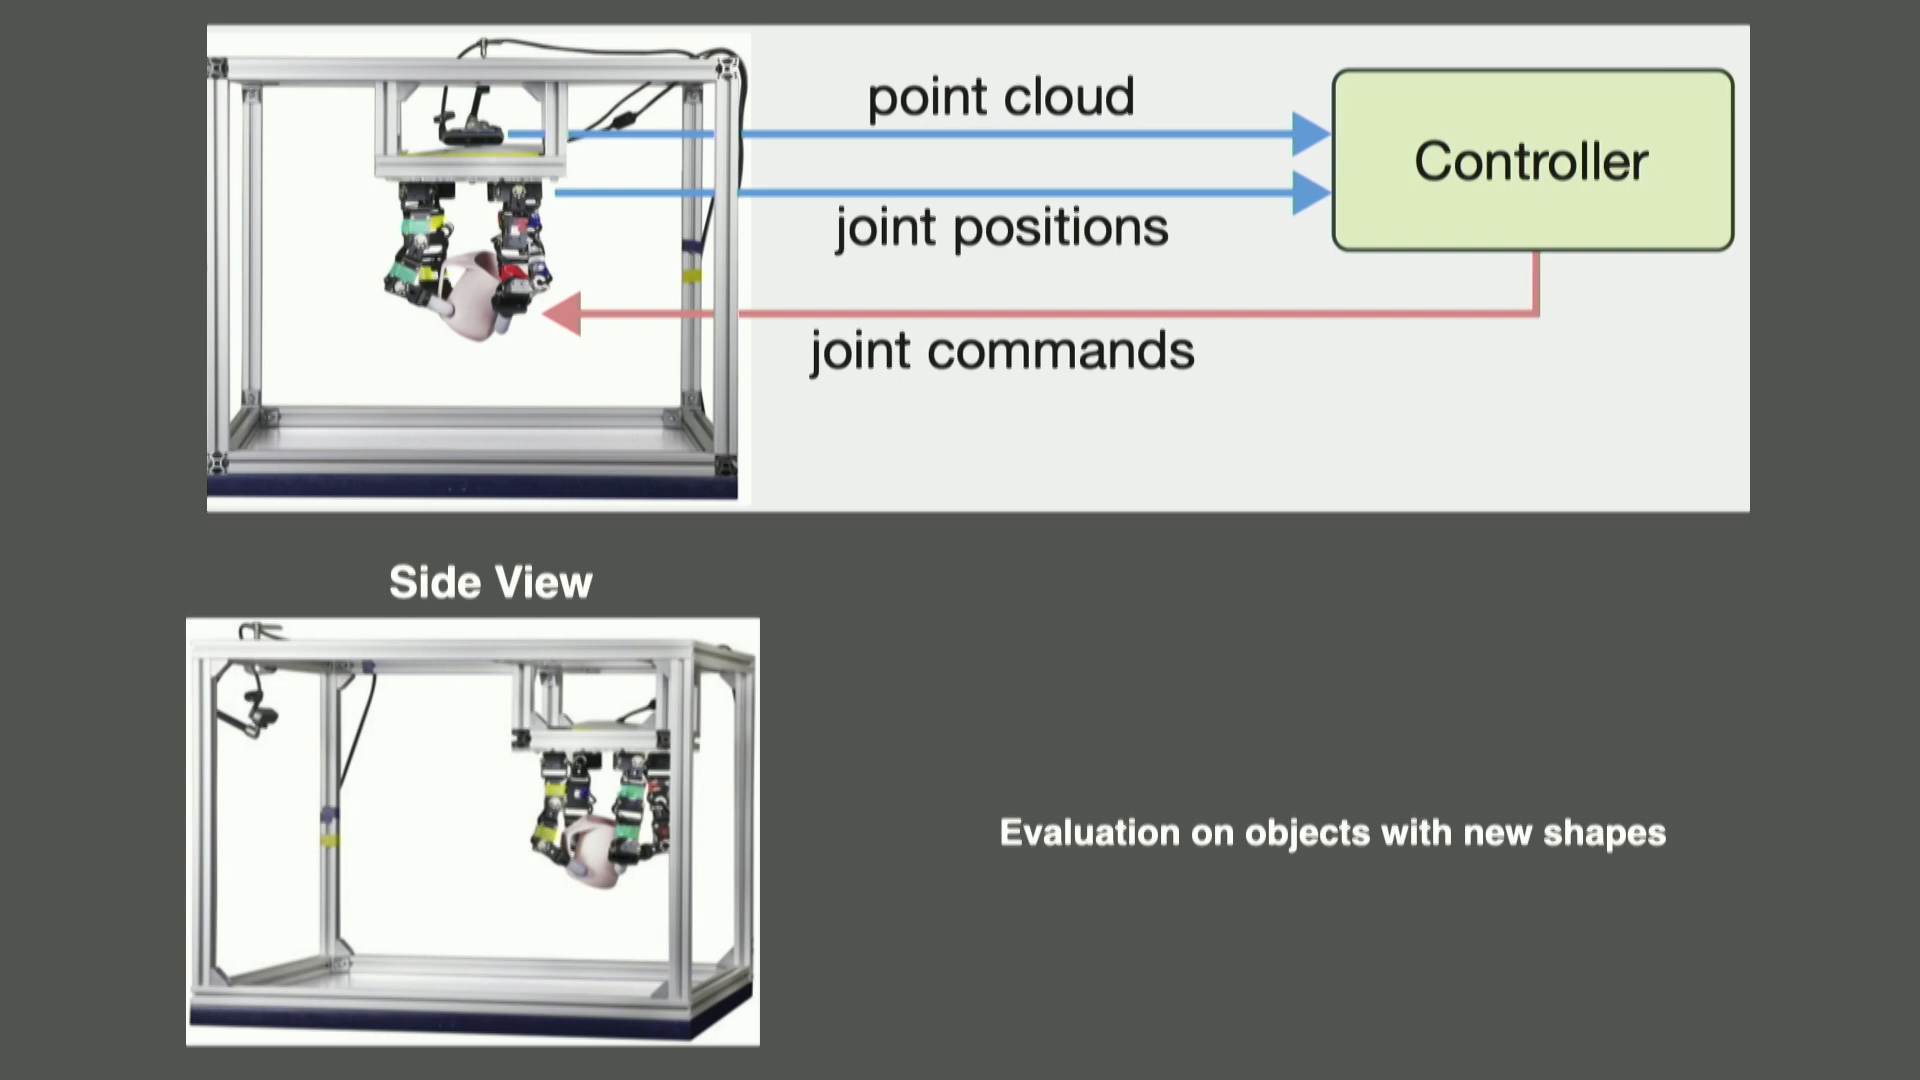 point cloud
Controller
joint positions
joint commands
Side View
Evaluation on objects with new shapes